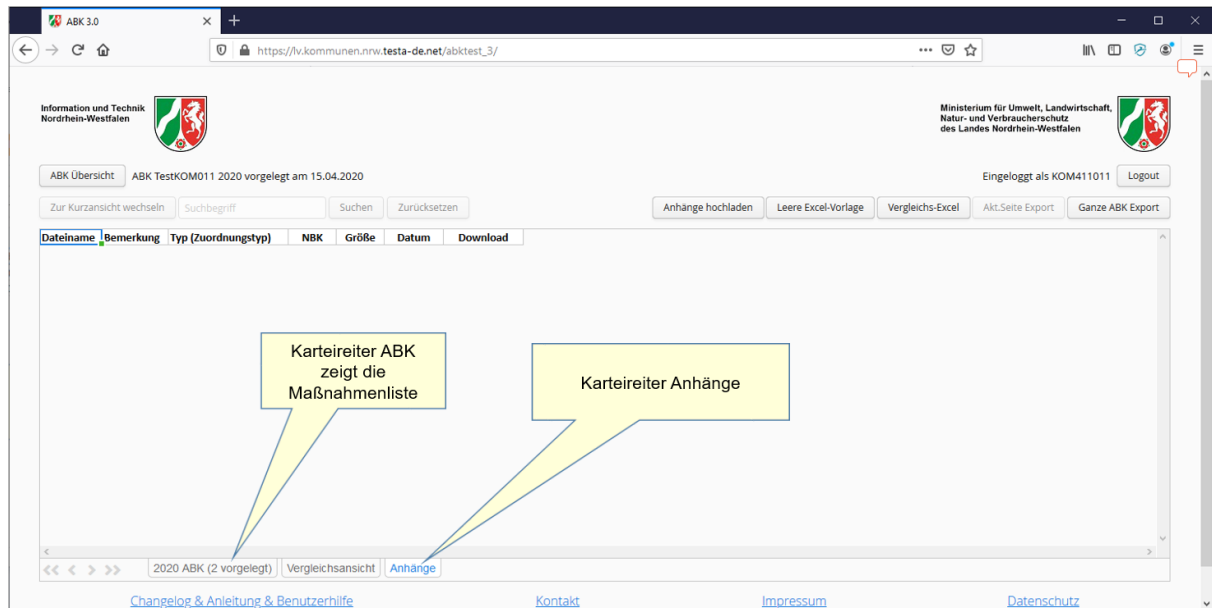 ABK 3.0
https://lv.kommunen.nrw.testa-de.net/abktest_3/
Information und Technik
Nordrhein-Westfalen
Ministerium für Umwelt, Landwirtschaft,
Natur- und Verbraucherschutz
des Landes Nordrhein-Westfalen
ABK Übersicht ABK TestKOM011 2020 vorgelegt am 15.04.2020 Eingeloggt als KOM411011 Logout
Zur Kurzansicht wechseln Suchbegriff Suchen Zurücksetzen Anhänge hochladen Leere Excel-Vorlage Vergleichs-Excel Akt.Seite Export Ganze ABK Export
Dateiname Bemerkung Typ (Zuordnungstyp) NBK Größe Datum Download
Karteireiter ABK
zeigt die
Maßnahmenliste
Karteireiter Anhänge
2020 ABK (2 vorgelegt) Vergleichsansicht Anhänge
Changelog & Anleitung & Benutzerhilfe Kontakt Impressum Datenschutz